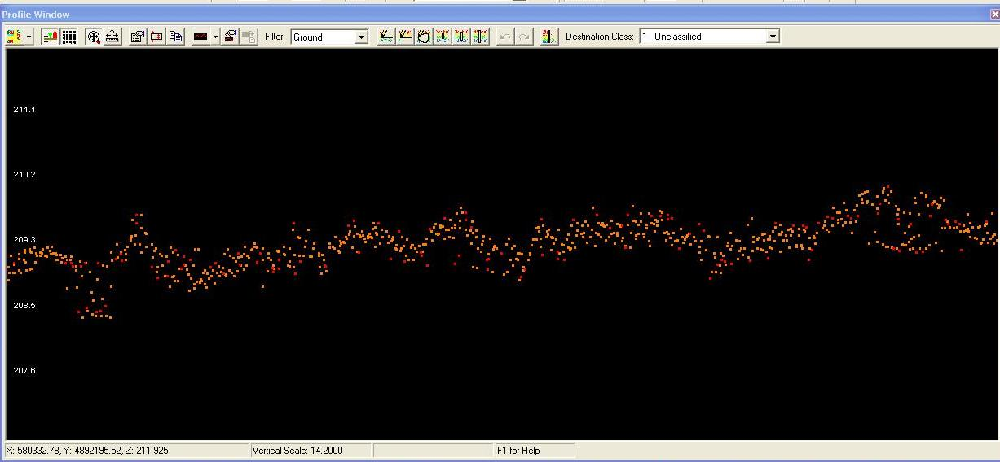 Profile Window
Filter: Ground Destination Class: 1 Unclassified
211.1
210.2
209.3
208.5
207.6
X: 580332.78, Y: 4892195.52, Z: 211.925 Vertical Scale: 14.2000 F1 for Help